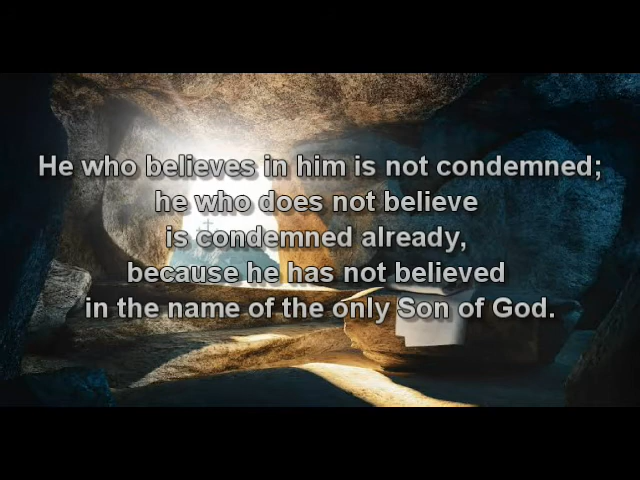 He who believes in him is not condemned;
he who does not believe
is condemned already,
because he has not believed
in the name of the only Son of God.